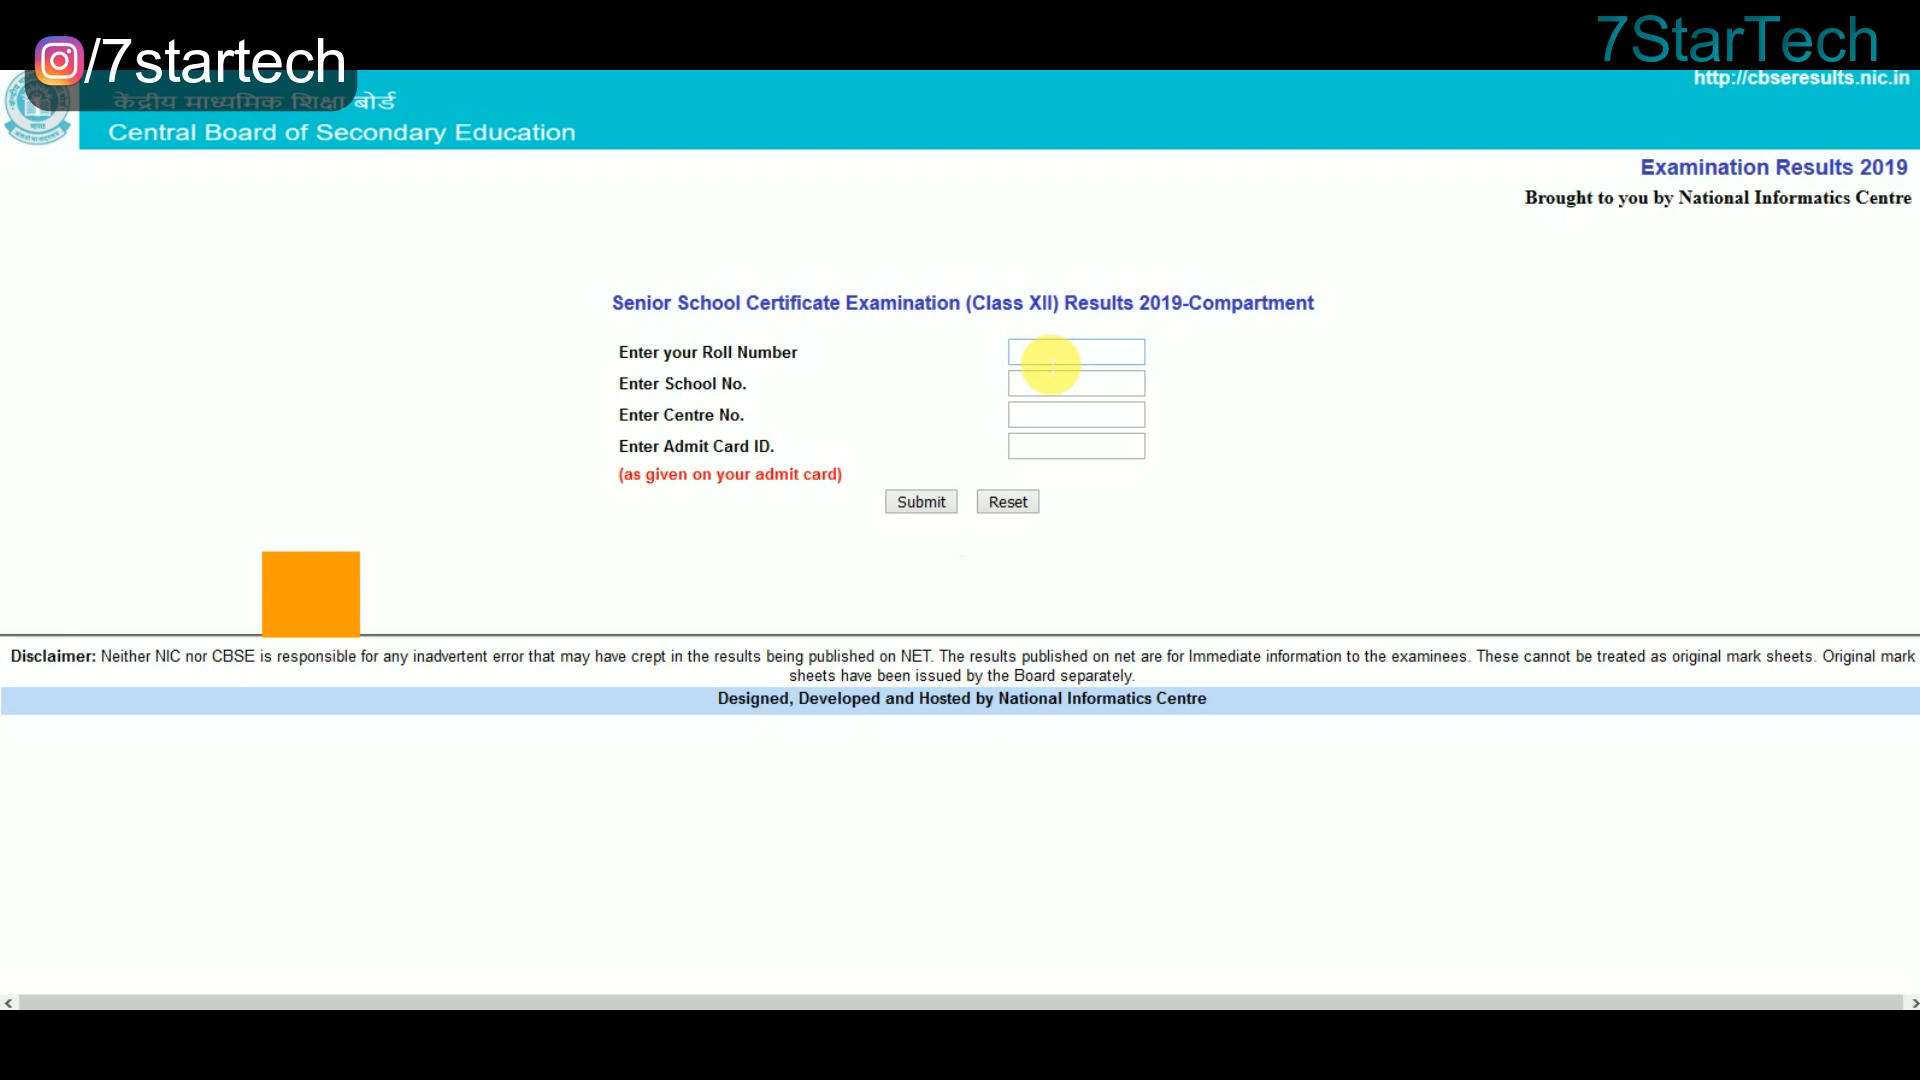 /7startech
7StarTech
http://cbseresults.nic.in
केंद्रीय माध्यमिक शिक्षा बोर्ड
Central Board of Secondary Education
Examination Results 2019
Brought to you by National Informatics Centre
Senior School Certificate Examination (Class XII) Results 2019-Compartment
Enter your Roll Number
Enter School No.
Enter Centre No.
Enter Admit Card ID.
(as given on your admit card)
Submit Reset
Disclaimer: Neither NIC nor CBSE is responsible for any inadvertent error that may have crept in the results being published on NET. The results published on net are for Immediate information to the examinees. These cannot be treated as original mark sheets. Original mark
sheets have been issued by the Board separately.
Designed, Developed and Hosted by National Informatics Centre